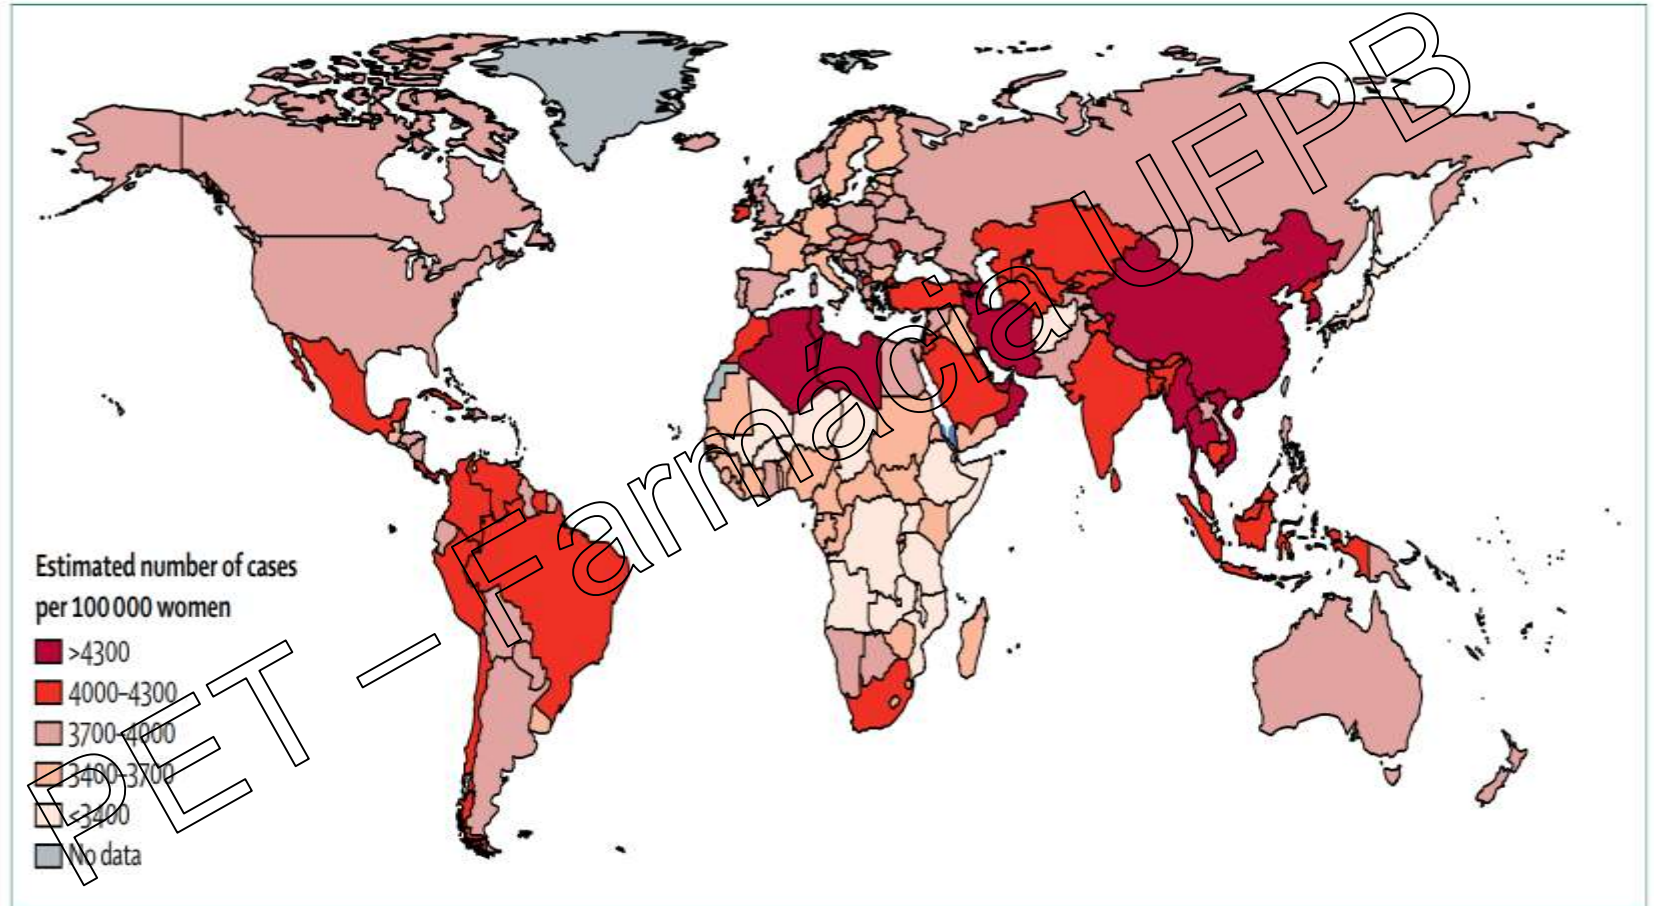 Estimated number of cases
per 100 000 women
>4300
4000–4300
3700–4000
3400–3700
<3400
No data
PET – Farmácia UFPB